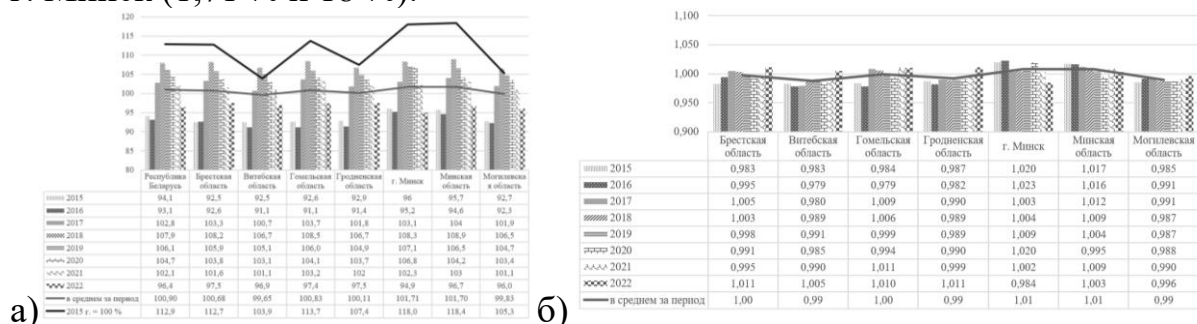 г. Минск (1,71 % и 18 %).
120
115
110
105
100
95
90
85
80
Республика Беларусь
Брестская область
Витебская область
Гомельская область
Гродненская область
г. Минск
Минская область
Могилевская область
2015 94,1 92,5 92,5 92,6 92,9 96 95,7 92,7
2016 93,1 92,6 91,1 91,1 91,4 95,2 94,6 92,3
2017 102,8 103,3 100,7 103,7 101,8 103,1 104 101,9
2018 107,9 108,2 106,7 108,5 106,7 108,3 108,9 106,5
2019 106,1 105,9 105,1 106,0 104,9 107,1 106,5 104,7
2020 104,7 103,8 103,1 104,1 103,7 106,8 104,2 103,4
2021 102,1 101,6 101,1 103,2 102 102,3 103 101,1
2022 96,4 97,5 96,9 97,4 97,5 94,9 96,7 96,0
в среднем за период 100,90 100,68 99,65 100,83 100,11 101,71 101,70 99,83
2015 г. = 100 % 112,9 112,7 103,9 113,7 107,4 118,0 118,4 105,3
а)
1,100
1,050
1,000
0,950
0,900
Брестская область
Витебская область
Гомельская область
Гродненская область
г. Минск
Минская область
Могилевская область
2015 0,983 0,983 0,984 0,987 1,020 1,017 0,985
2016 0,995 0,979 0,979 0,982 1,023 1,016 0,991
2017 1,005 0,980 1,009 0,990 1,003 1,012 0,991
2018 1,003 0,989 1,006 0,989 1,004 1,009 0,987
2019 0,998 0,991 0,999 0,989 1,009 1,004 0,987
2020 0,991 0,985 0,994 0,990 1,020 0,995 0,988
2021 0,995 0,990 1,011 0,999 1,002 1,009 0,990
2022 1,011 1,005 1,010 1,011 0,984 1,003 0,996
в среднем за период 1,00 0,99 1,00 0,99 1,01 1,01 0,99
б)